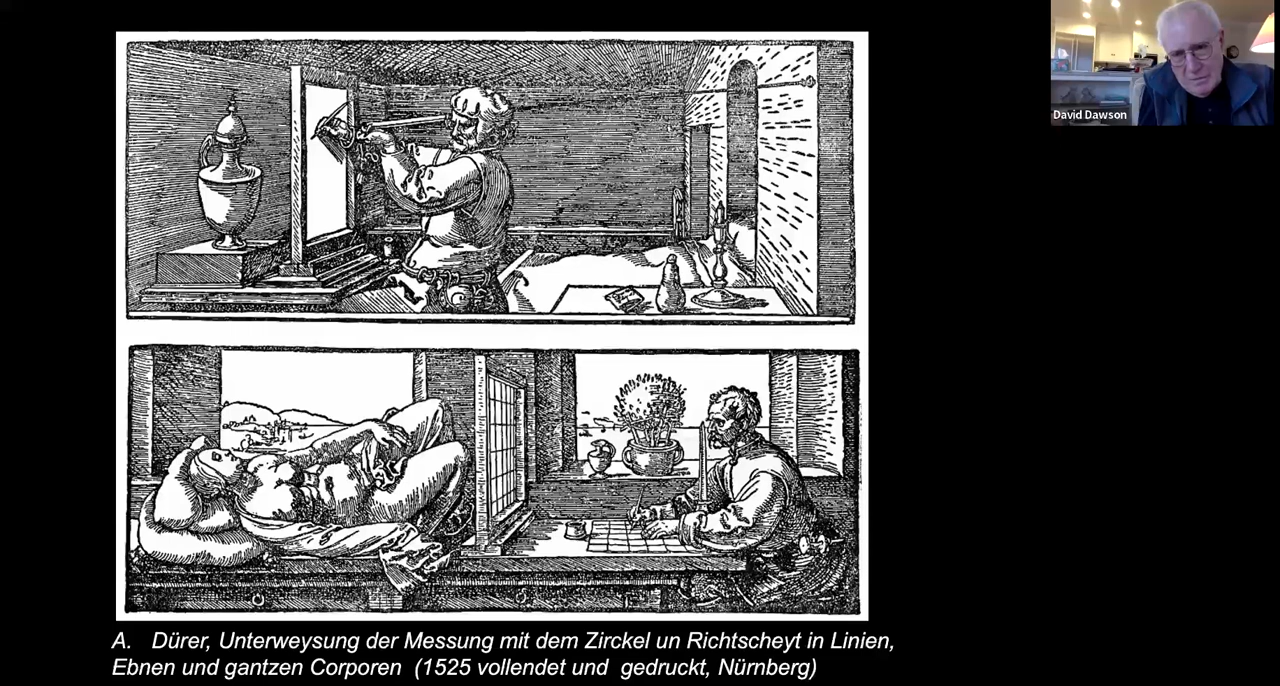 David Dawson
A. Dürer, Unterweysung der Messung mit dem Zirckel un Richtscheyt in Linien,
Ebnen und gantzen Corporen (1525 vollendet und gedruckt, Nürnberg)